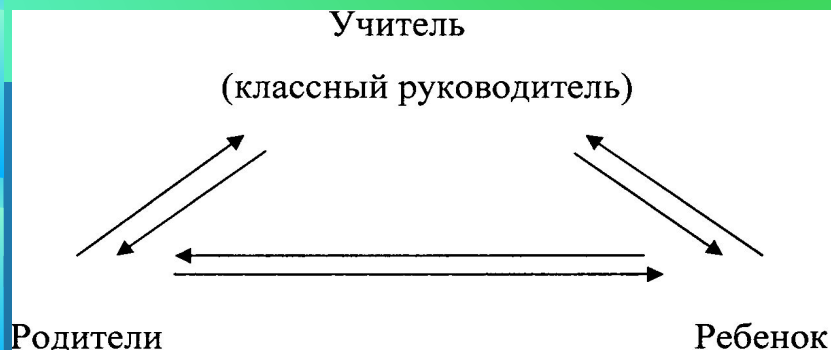 Учитель
(классный руководитель)
Родители
Ребенок